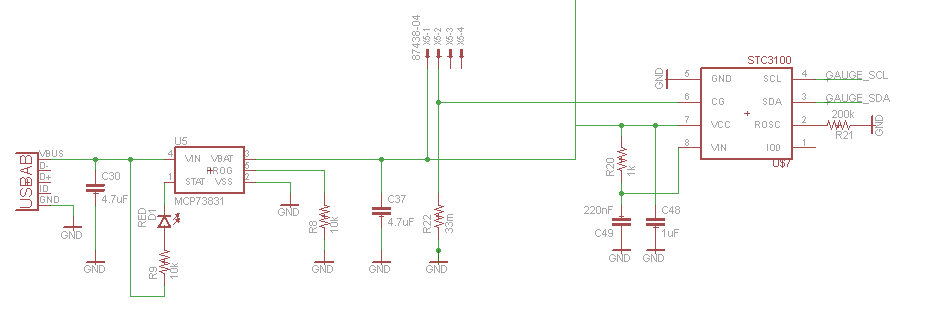 87438-04
X5-1
X5-2
X5-3
X5-4
STC3100
GND
5 GND SCL 4 GAUGE_SCL
6 CG SDA 3 GAUGE_SDA
7 VCC ROSC 2
200k
R21
GND
8 VIN IO0 1
U$7
R20
1k
220nF
C49
C48
1uF
GND
GND
USBAB
VBUS
D-
D+
ID
GND
GND
C30
4.7uF
GND
U5
4 VIN VBAT 3
PROG 5
1 STAT VSS 2
MCP73831
RED
D1
R9
10k
GND
R8
10k
GND
C37
4.7uF
GND
R22
33m
GND